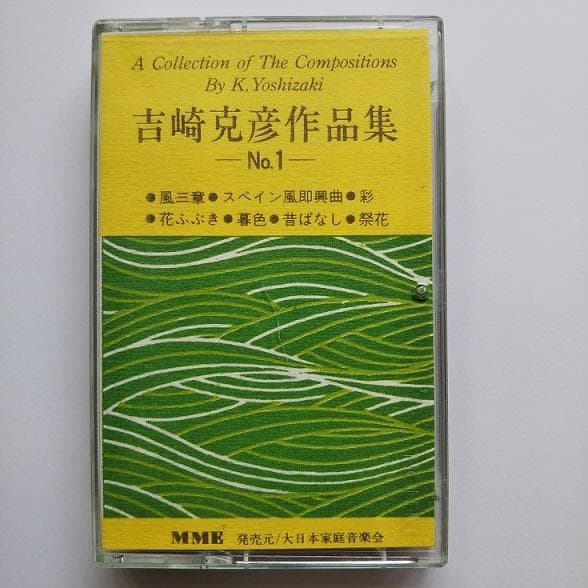 A Collection of The Compositions
By K.Yoshizaki
吉崎克彦作品集
—No.1—
●風三章●スペイン風即興曲●彩
●花ふぶき●暮色●昔ばなし●祭花
MME 発売元/大日本家庭音楽会